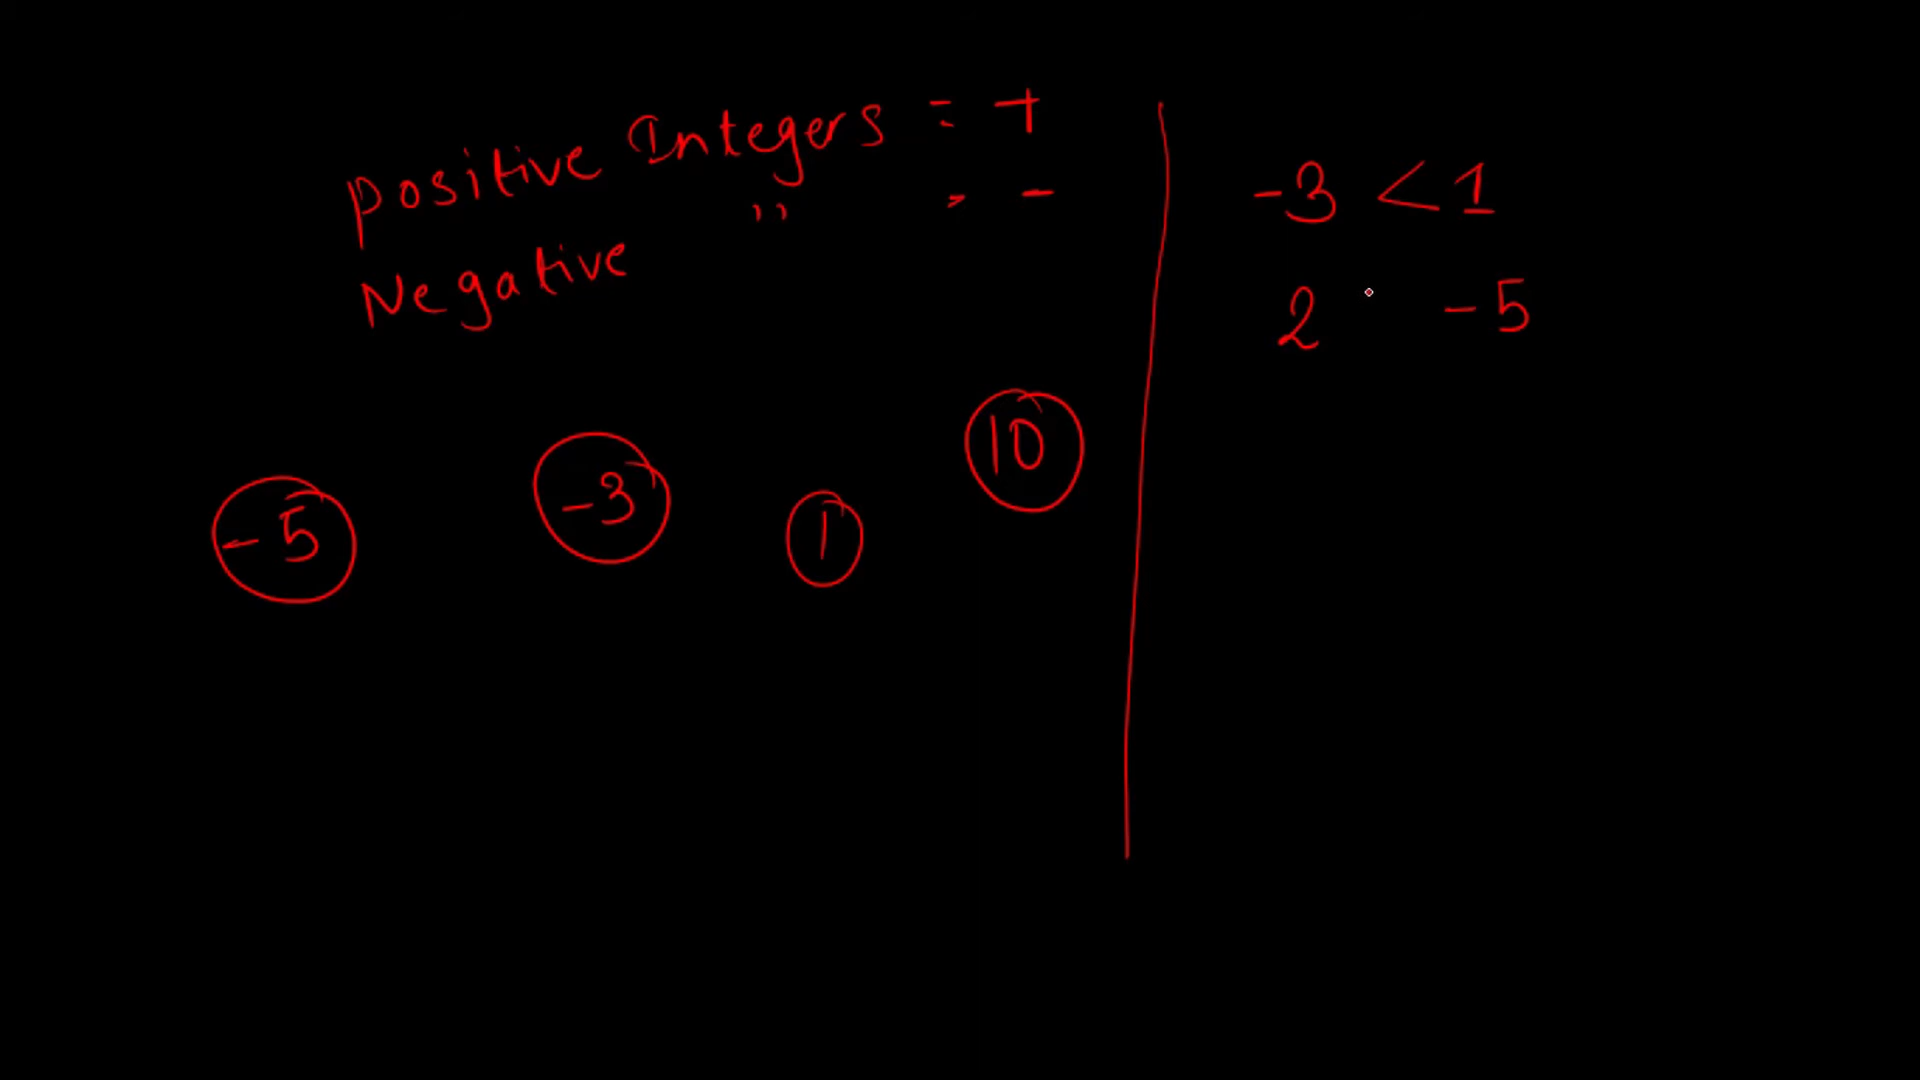 Positive Integers = +
Negative " = -
-5 -3 1 10
-3 < 1
2 -5